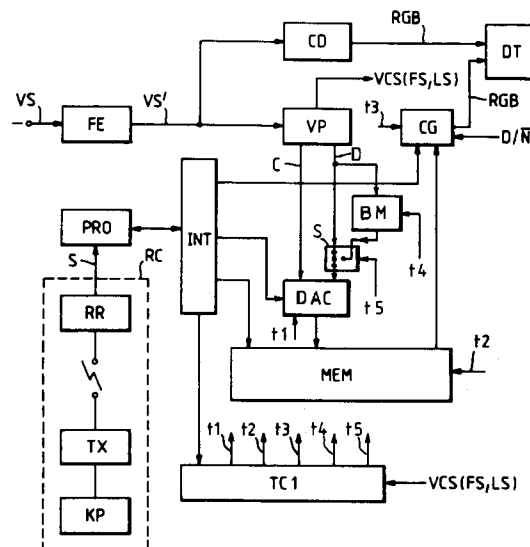 RGB
CD
DT
VCS(FS,LS)
RGB
VS
VS'
t3
FE
VP
CG
D/N̅
C
D
BM
PRO
INT
S
t4
S
RC
DAC
t5
RR
t1
t2
MEM
t1
t2
t3
t4
t5
TX
TC1
VCS(FS,LS)
KP